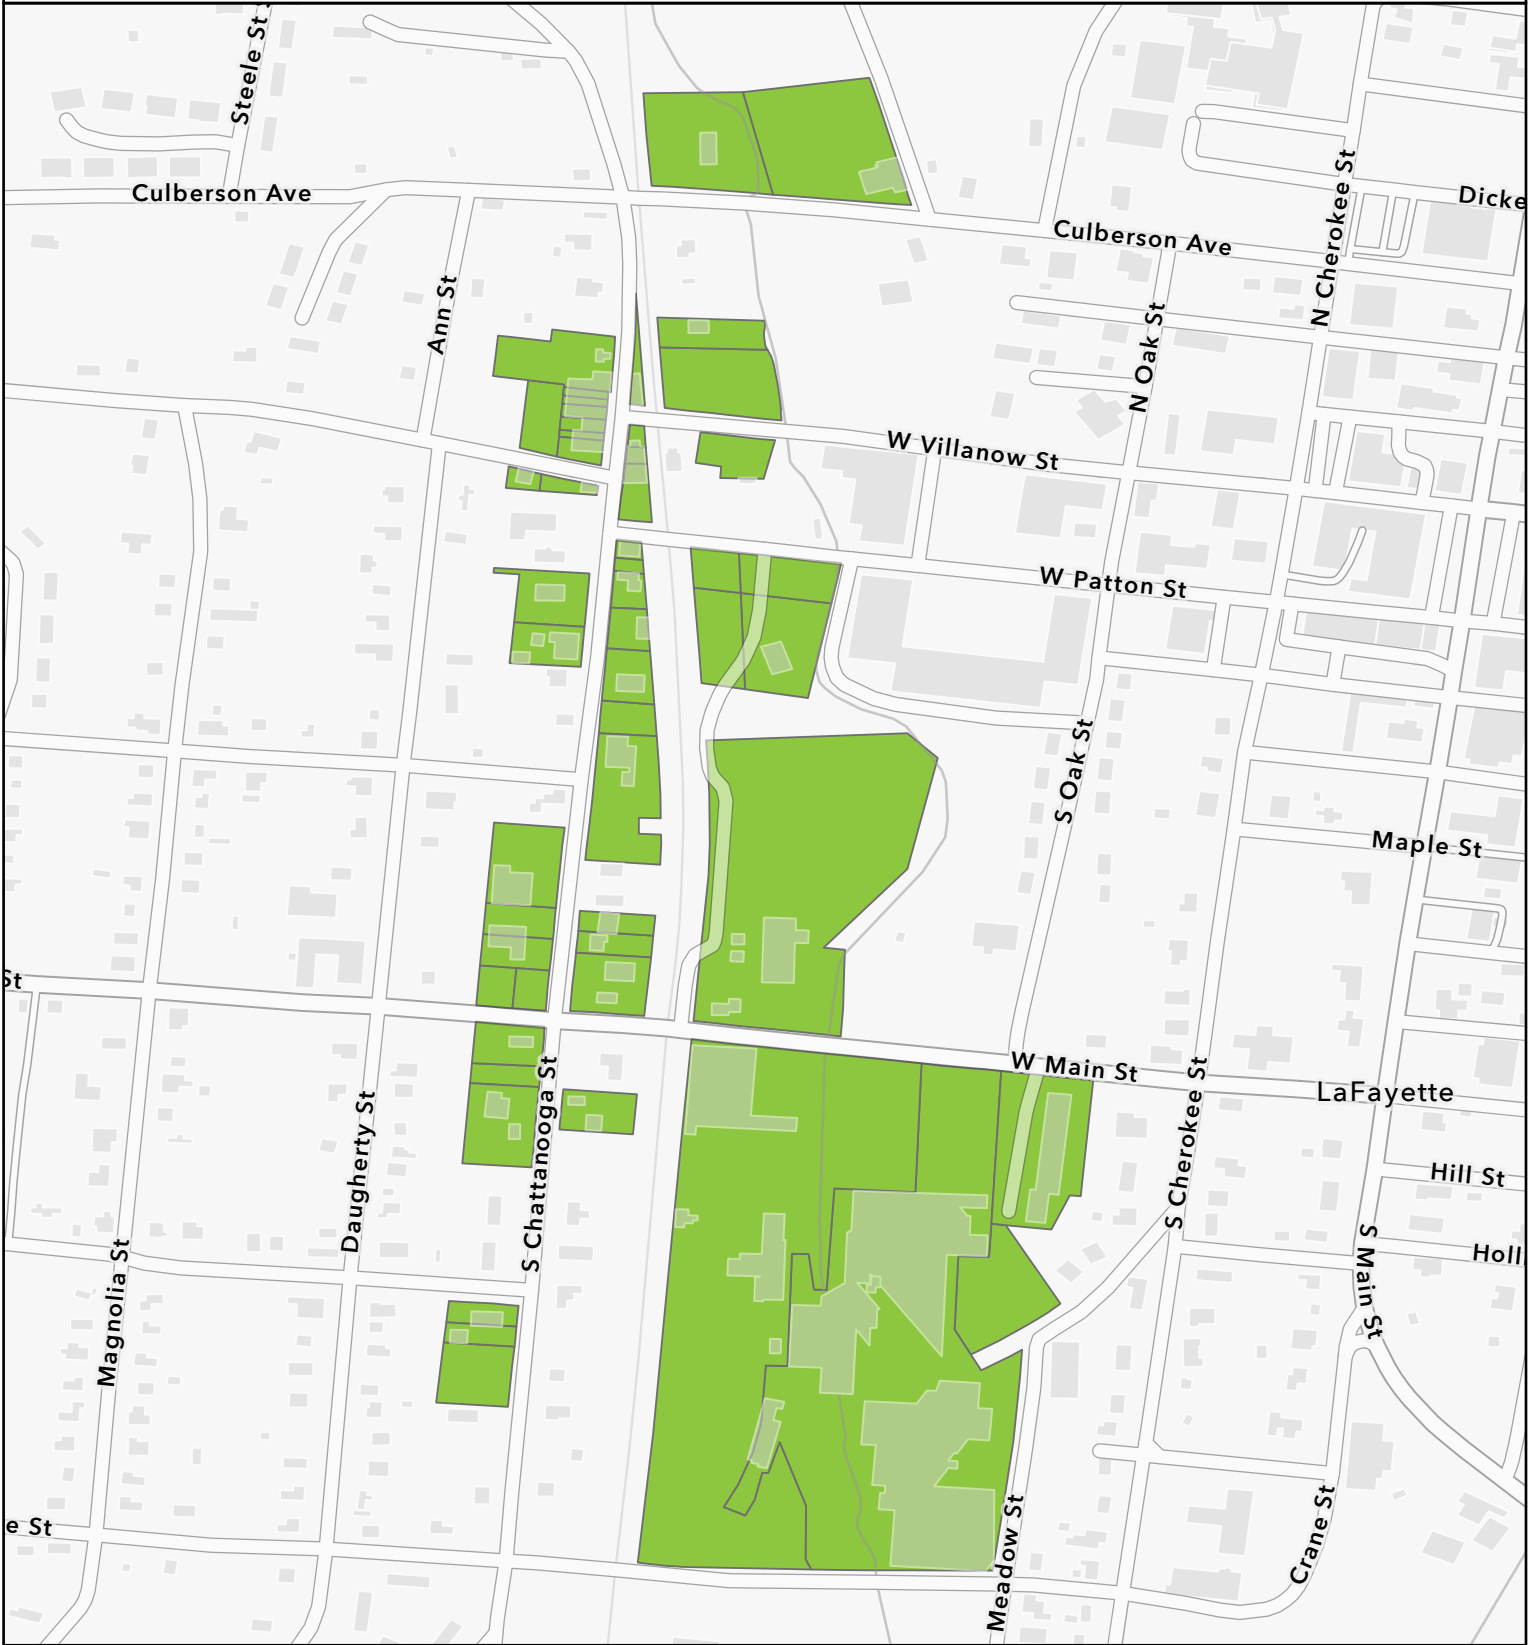 Steele St
S
Culberson Ave
N Cherokee St
Dicke
Culberson Ave
Ann St
N Oak St
W Villanow St
W Patton St
S Oak St
Maple St
St
W Main St
LaFayette
S Chattanooga St
Daugherty St
S Cherokee St
Hill St
Magnolia St
S Main St
Holli
e St
Meadow St
Crane St